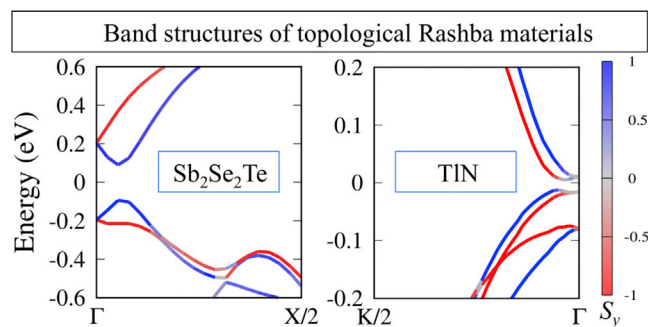 Band structures of topological Rashba materials
Energy (eV)
0.6
0.4
0.2
0
-0.2
-0.4
-0.6
Γ
X/2
Sb₂Se₂Te
0.2
0.1
0
-0.1
-0.2
K/2
Γ
TlN
1
0.5
0
-0.5
-1
S_y